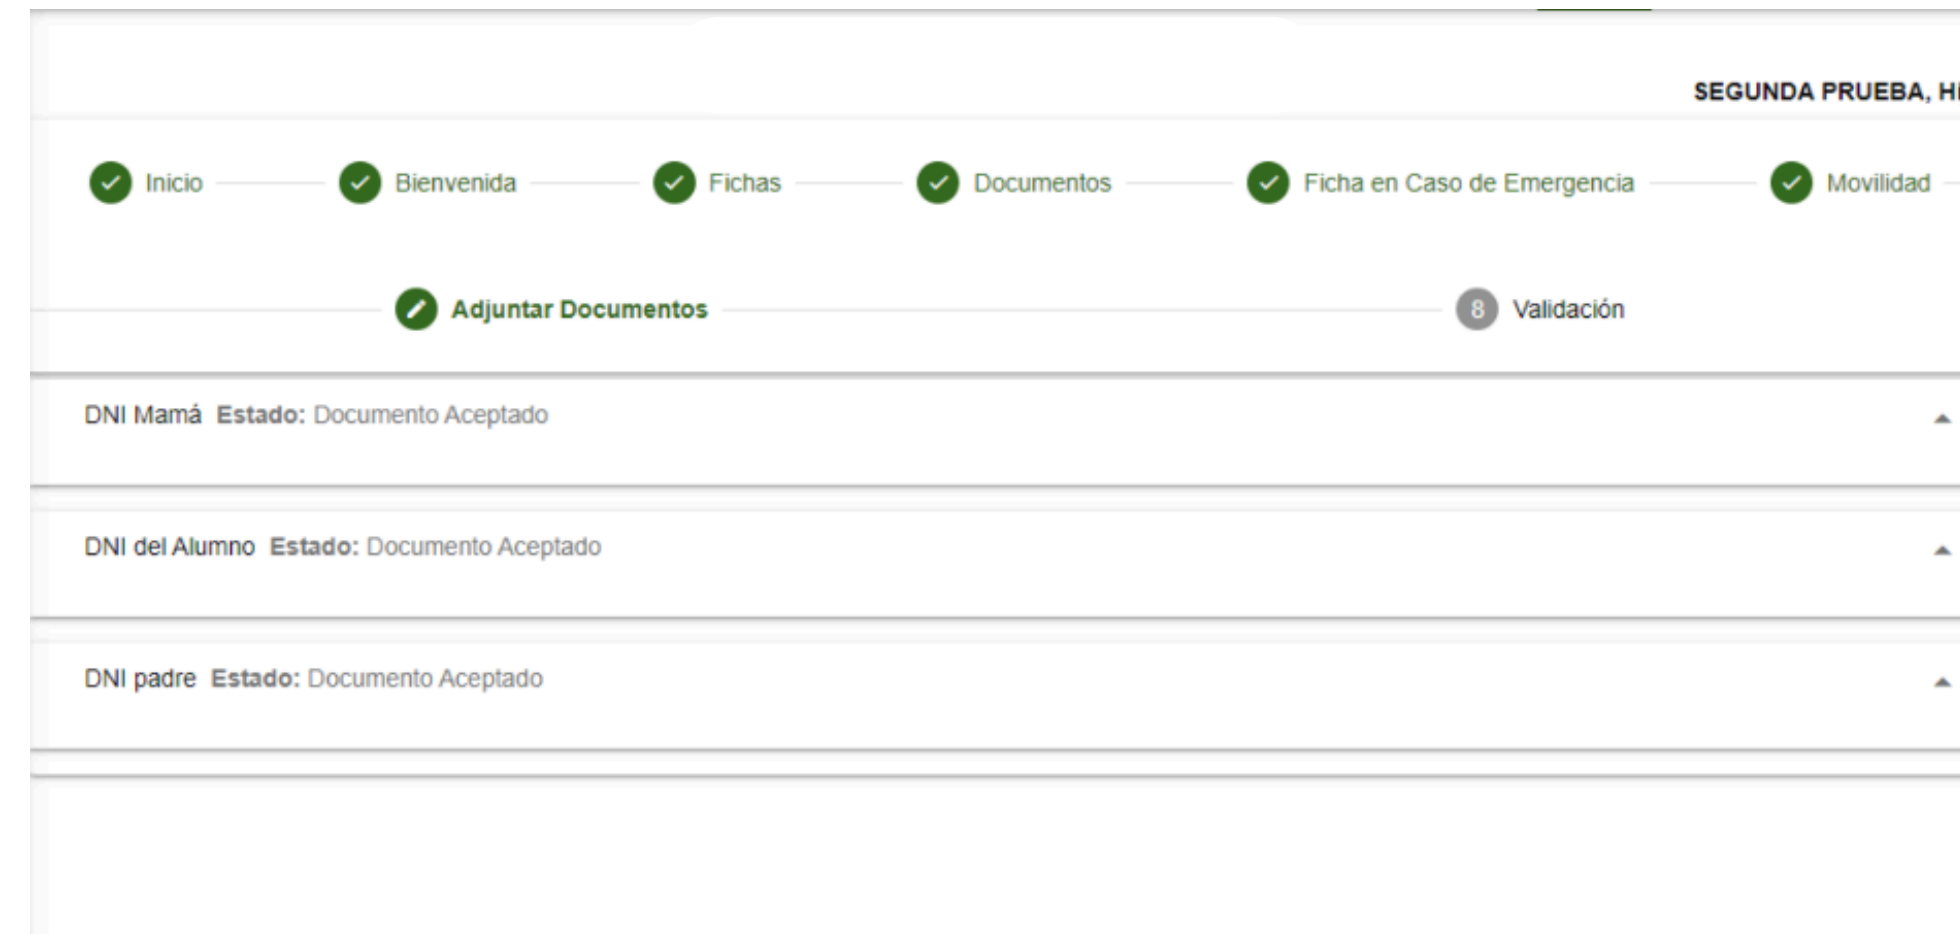 SEGUNDA PRUEBA,
Inicio Bienvenida Fichas Documentos Ficha en Caso de Emergencia Movilidad
Adjuntar Documentos 8 Validación
DNI Mamá Estado: Documento Aceptado
DNI del Alumno Estado: Documento Aceptado
DNI padre Estado: Documento Aceptado